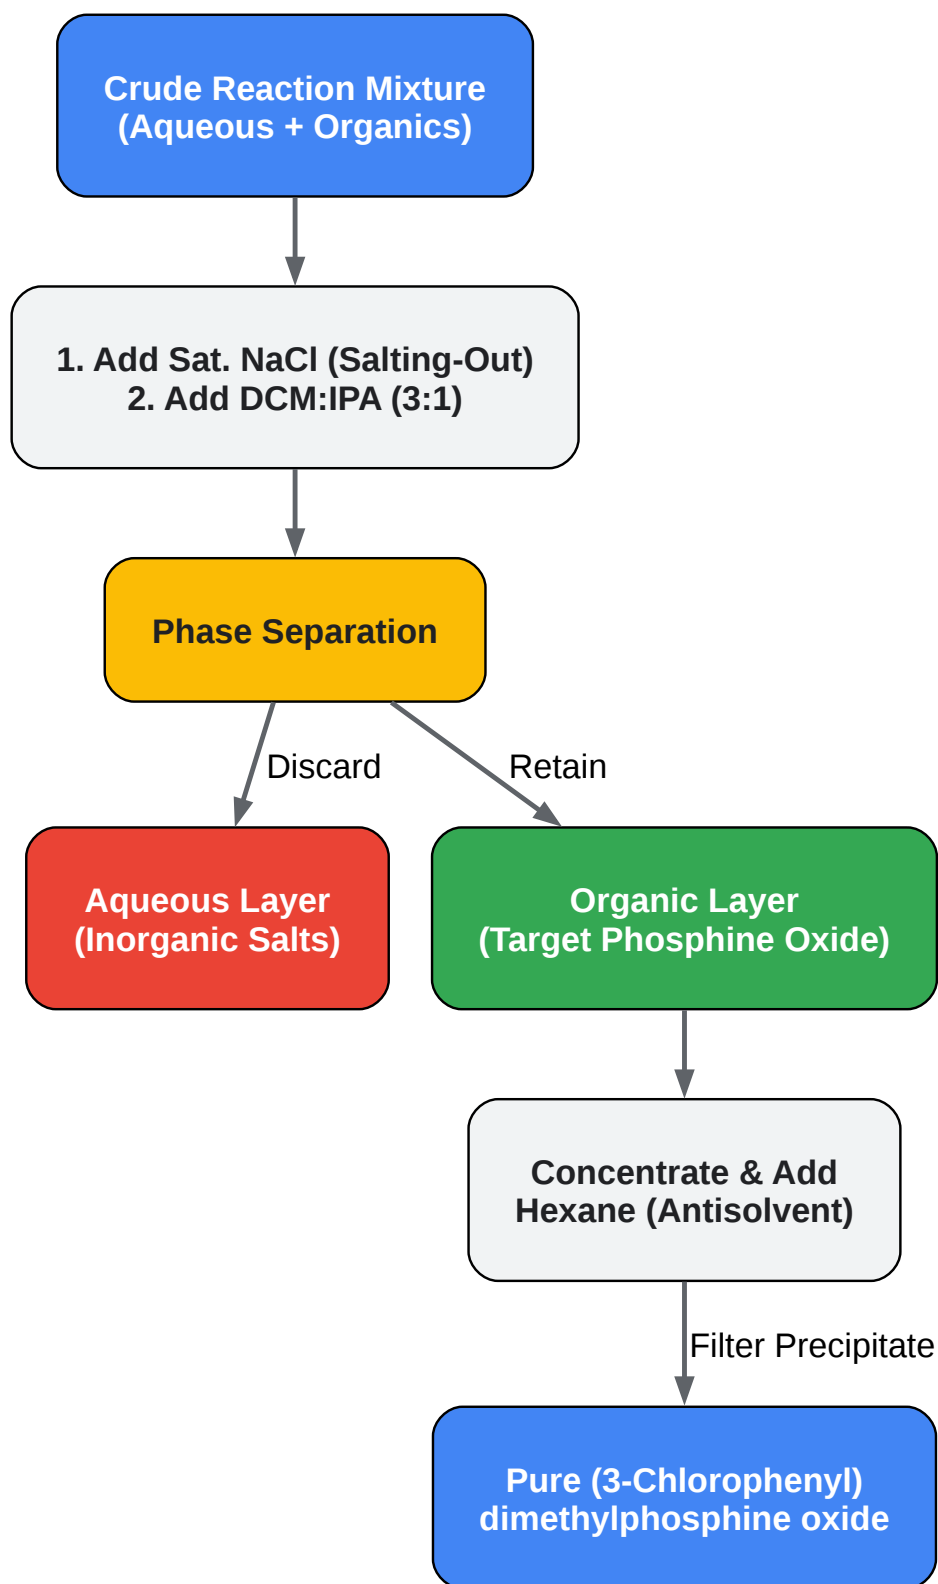 Crude Reaction Mixture
(Aqueous + Organics)
1. Add Sat. NaCl (Salting-Out)
2. Add DCM:IPA (3:1)
Phase Separation
Discard
Retain
Aqueous Layer
(Inorganic Salts)
Organic Layer
(Target Phosphine Oxide)
Concentrate & Add
Hexane (Antisolvent)
Filter Precipitate
Pure (3-Chlorophenyl)
dimethylphosphine oxide